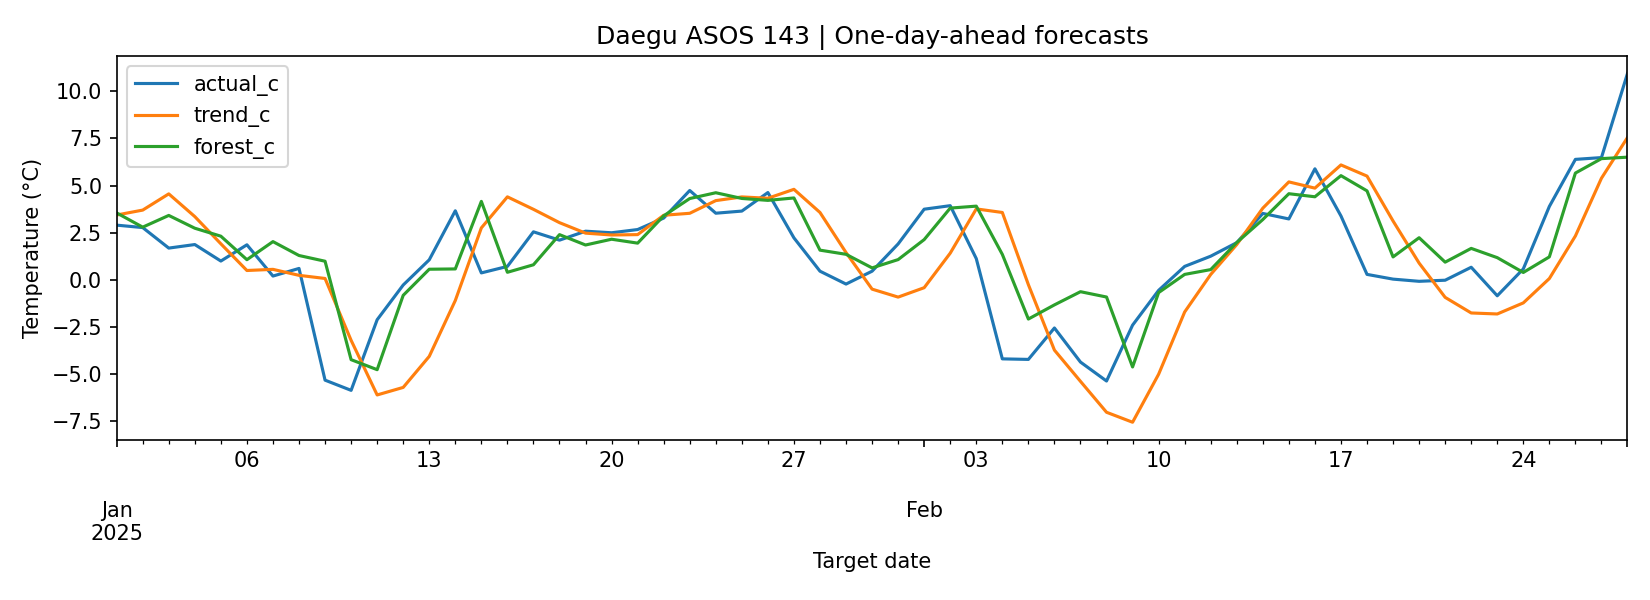 Daegu ASOS 143 | One-day-ahead forecasts
actual_c
trend_c
forest_c
Temperature (°C)
10.0
7.5
5.0
2.5
0.0
−2.5
−5.0
−7.5
06
13
20
27
03
10
17
24
Jan
2025
Feb
Target date